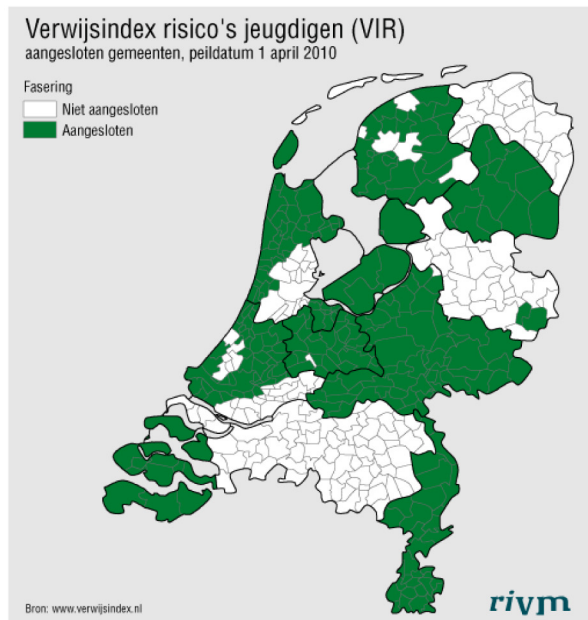 Verwijsindex risico's jeugdigen (VIR)
aangesloten gemeenten, peildatum 1 april 2010
Fasering
Niet aangesloten
Aangesloten
Bron: www.verwijsindex.nl
rivm